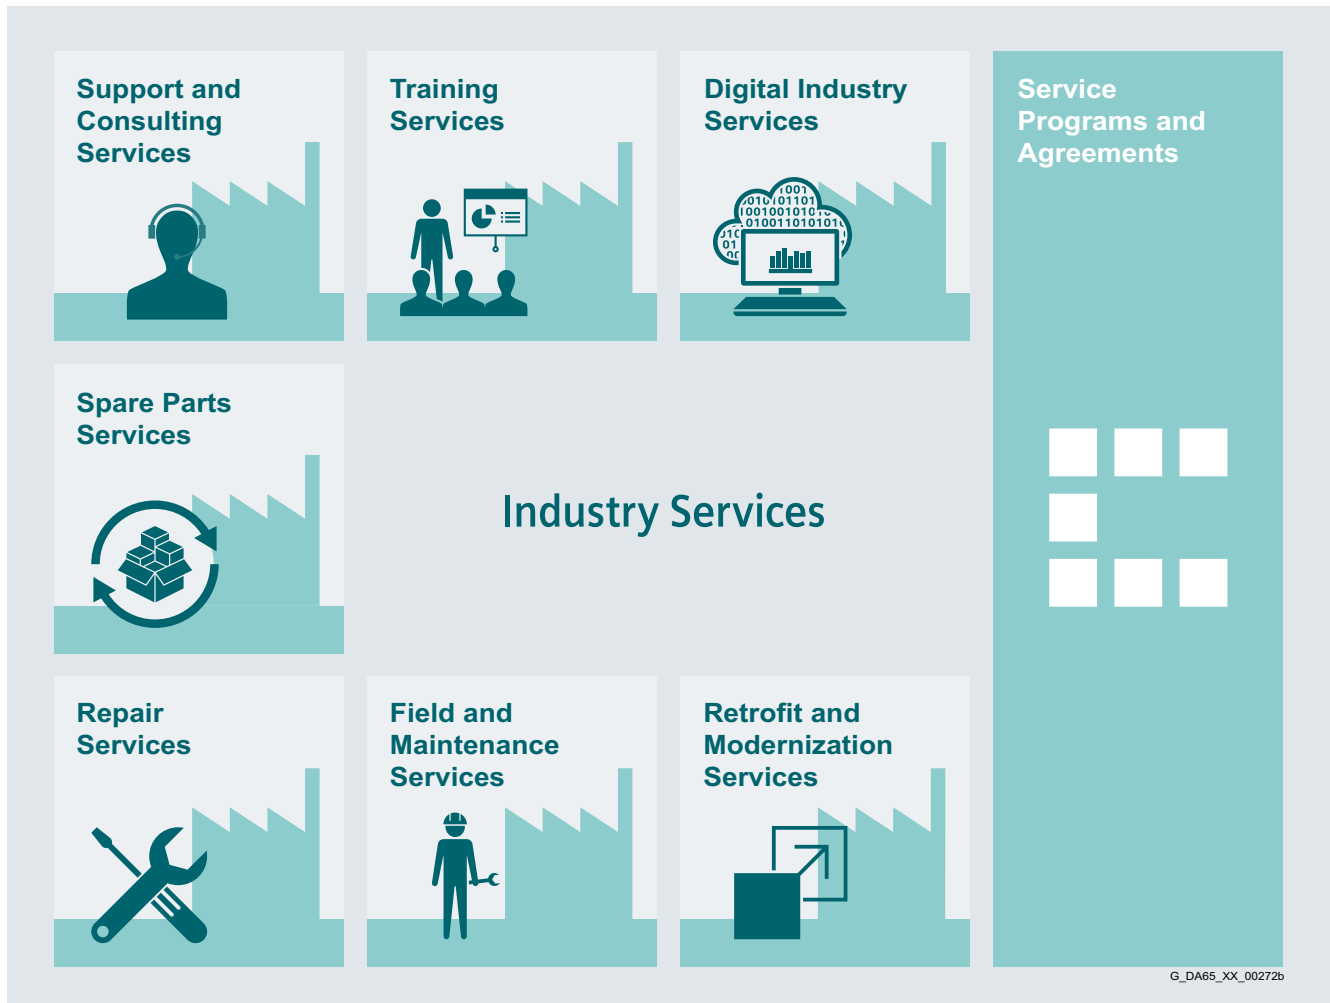 Support and
Consulting
Services
Training
Services
Digital Industry
Services
Service
Programs and
Agreements
Spare Parts
Services
Industry Services
Repair
Services
Field and
Maintenance
Services
Retrofit and
Modernization
Services
G_DA65_XX_00272b